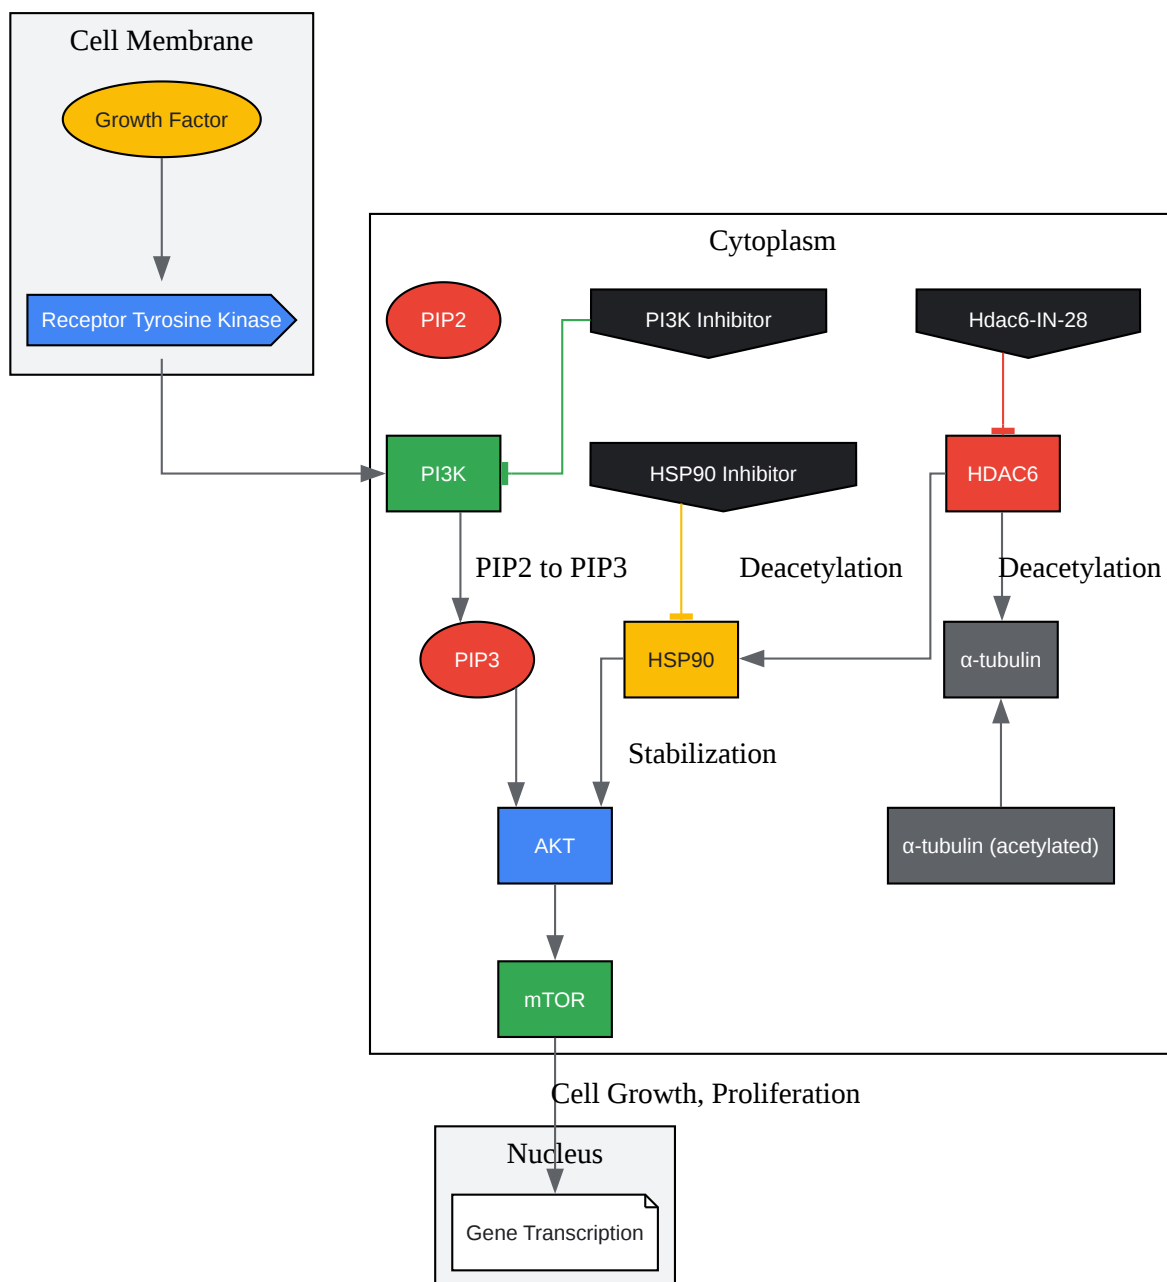 Cell Membrane
Growth Factor
Receptor Tyrosine Kinase
Cytoplasm
PIP2
PI3K Inhibitor
Hdac6-IN-28
PI3K
HSP90 Inhibitor
HDAC6
PIP2 to PIP3
Deacetylation
Deacetylation
PIP3
HSP90
α-tubulin
Stabilization
AKT
α-tubulin (acetylated)
mTOR
Cell Growth, Proliferation
Nucleus
Gene Transcription